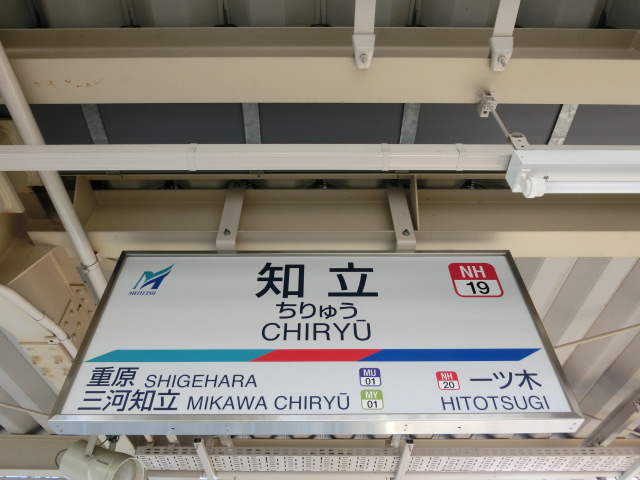 MEITETSU
知立
ちりゅう
CHIRYŪ
NH
19
重原 SHIGEHARA
MU
01
三河知立 MIKAWA CHIRYŪ
MY
01
NH
20
一ツ木
HITOTSUGI